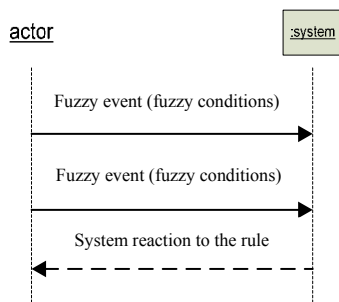 actor
:system
Fuzzy event (fuzzy conditions)
Fuzzy event (fuzzy conditions)
System reaction to the rule